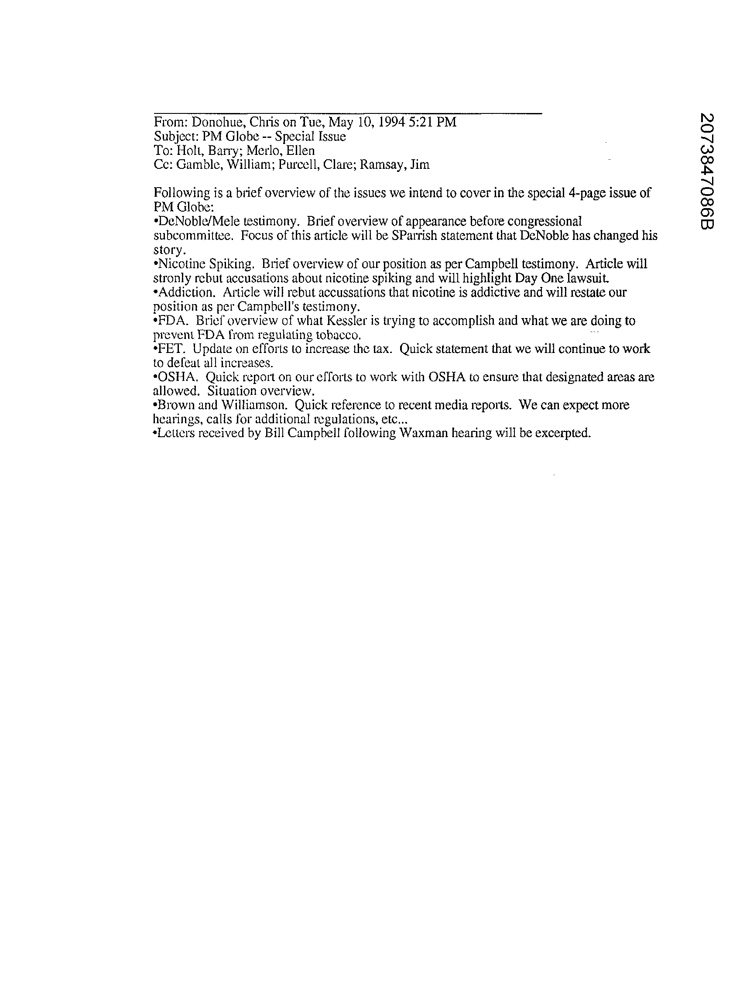 From: Donohue, Chris on Tue, May 10, 1994 5:21 PM
Subject: PM Globe -- Special Issue
To: Holt, Barry; Merlo, Ellen
Cc: Gamble, William; Purcell, Clare; Ramsay, Jim
Following is a brief overview of the issues we intend to cover in the special 4-page issue of
PM Globe:
•DeNoble/Mele testimony. Brief overview of appearance before congressional
subcommittee. Focus of this article will be SParrish statement that DeNoble has changed his
story.
•Nicotine Spiking. Brief overview of our position as per Campbell testimony. Article will
stronly rebut accusations about nicotine spiking and will highlight Day One lawsuit.
•Addiction. Article will rebut accussations that nicotine is addictive and will restate our
position as per Campbell's testimony.
•FDA. Brief overview of what Kessler is trying to accomplish and what we are doing to
prevent FDA from regulating tobacco.
•FET. Update on efforts to increase the tax. Quick statement that we will continue to work
to defeat all increases.
•OSHA. Quick report on our efforts to work with OSHA to ensure that designated areas are
allowed. Situation overview.
•Brown and Williamson. Quick reference to recent media reports. We can expect more
hearings, calls for additional regulations, etc...
•Letters received by Bill Campbell following Waxman hearing will be excerpted.
2073847086B